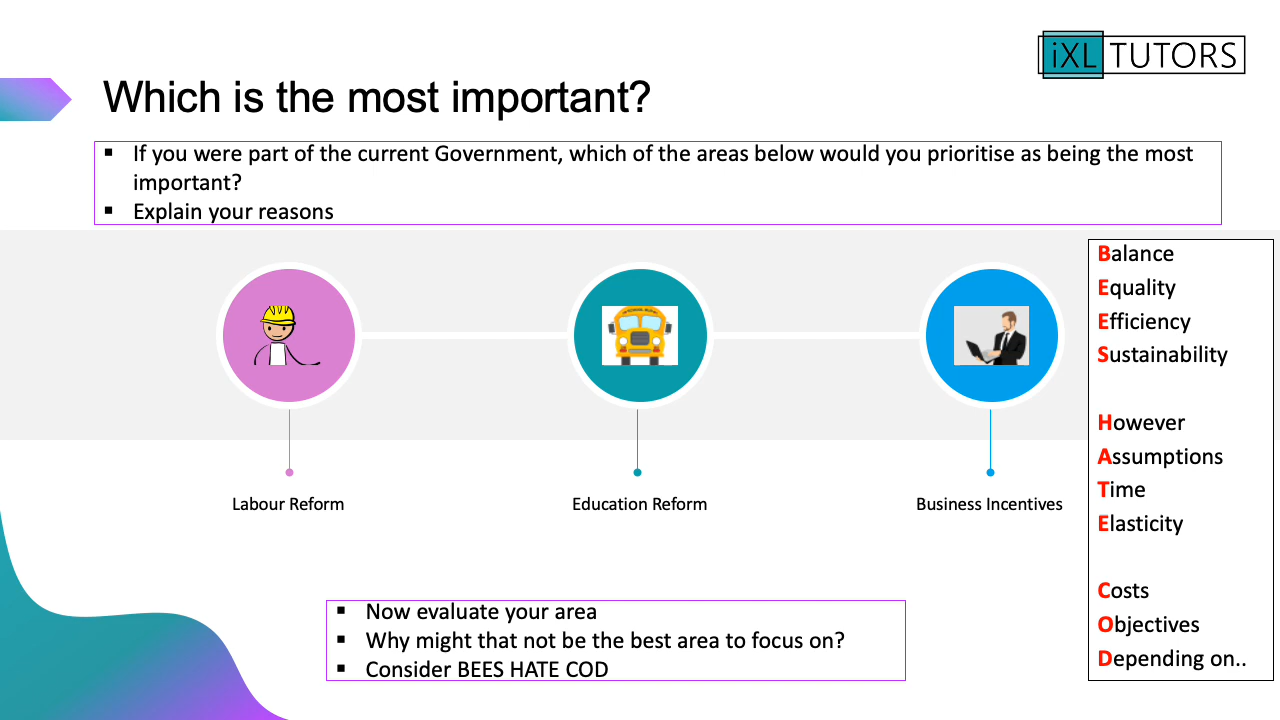 iXL TUTORS
Which is the most important?
▪ If you were part of the current Government, which of the areas below would you prioritise as being the most
important?
▪ Explain your reasons
Labour Reform
Education Reform
Business Incentives
Balance
Equality
Efficiency
Sustainability
However
Assumptions
Time
Elasticity
Costs
Objectives
Depending on..
▪ Now evaluate your area
▪ Why might that not be the best area to focus on?
▪ Consider BEES HATE COD